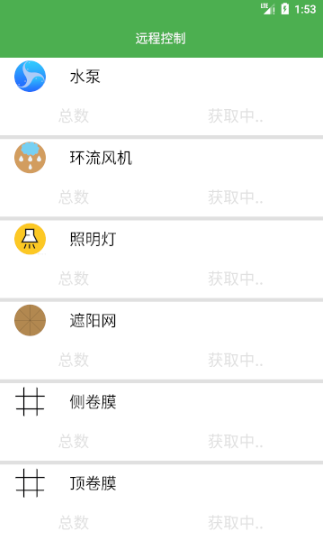 1:53
远程控制
水泵
总数 获取中..
环流风机
总数 获取中..
照明灯
总数 获取中..
遮阳网
总数 获取中..
侧卷膜
总数 获取中..
顶卷膜
总数 获取中..